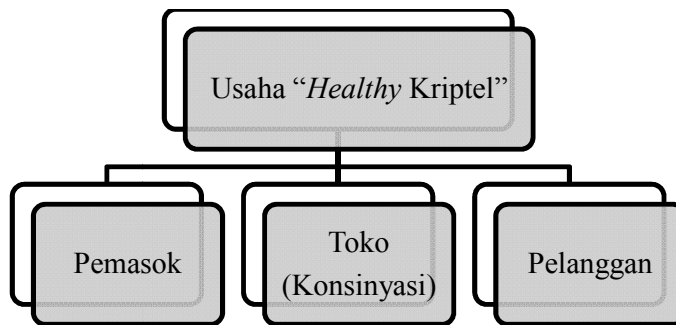 Usaha “Healthy Kriptel”
Pemasok
Toko
(Konsinyasi)
Pelanggan